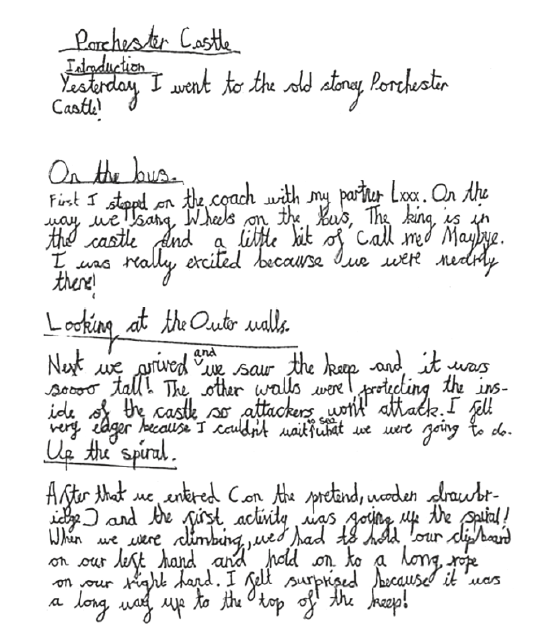 Porchester Castle
Introduction
Yesterday I went to the old stoney Porchester
Castle!
On the bus.
First I stepped on the coach with my partner Lxxx. On the
way we sang, Wheels on the bus, The king is in
the castle and a little bit of, Call me Maybye.
I was really excited because we were nearly
there!
Looking at the Outer walls.
Next we arrived and we saw the keep and it was
soooo tall! The other walls were protecting the ins-
ide of the castle so attackers won't attack. I felt
very edger because I couldn't wait to see what we were going to do.
Up the spiral.
After that we entered (on the pretend, wooden drawbr-
idge) and the first activity was going up the spiral!
When we were climbing, we had to hold our clipboard
on our left hand and hold on to a long rope
on our right hand. I felt surprised because it was
a long way up to the top of the keep!